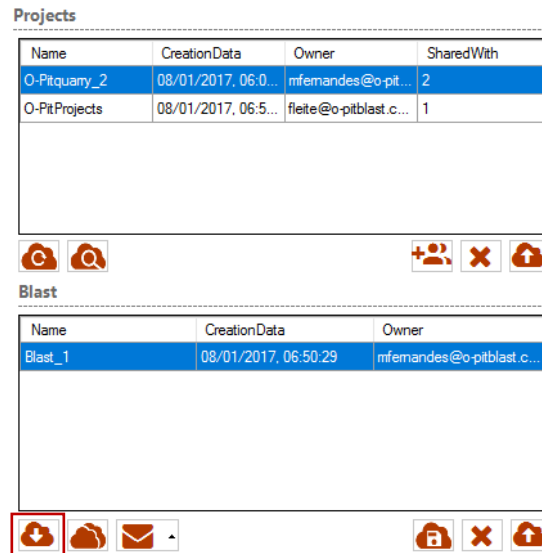 Projects
Name CreationData Owner SharedWith
O-Pitquarry_2 08/01/2017, 06:0... mfernandes@o-pit... 2
O-PitProjects 08/01/2017, 06:5... fleite@o-pitblast.c... 1
Blast
Name CreationData Owner
Blast_1 08/01/2017, 06:50:29 mfernandes@o-pitblast.c...